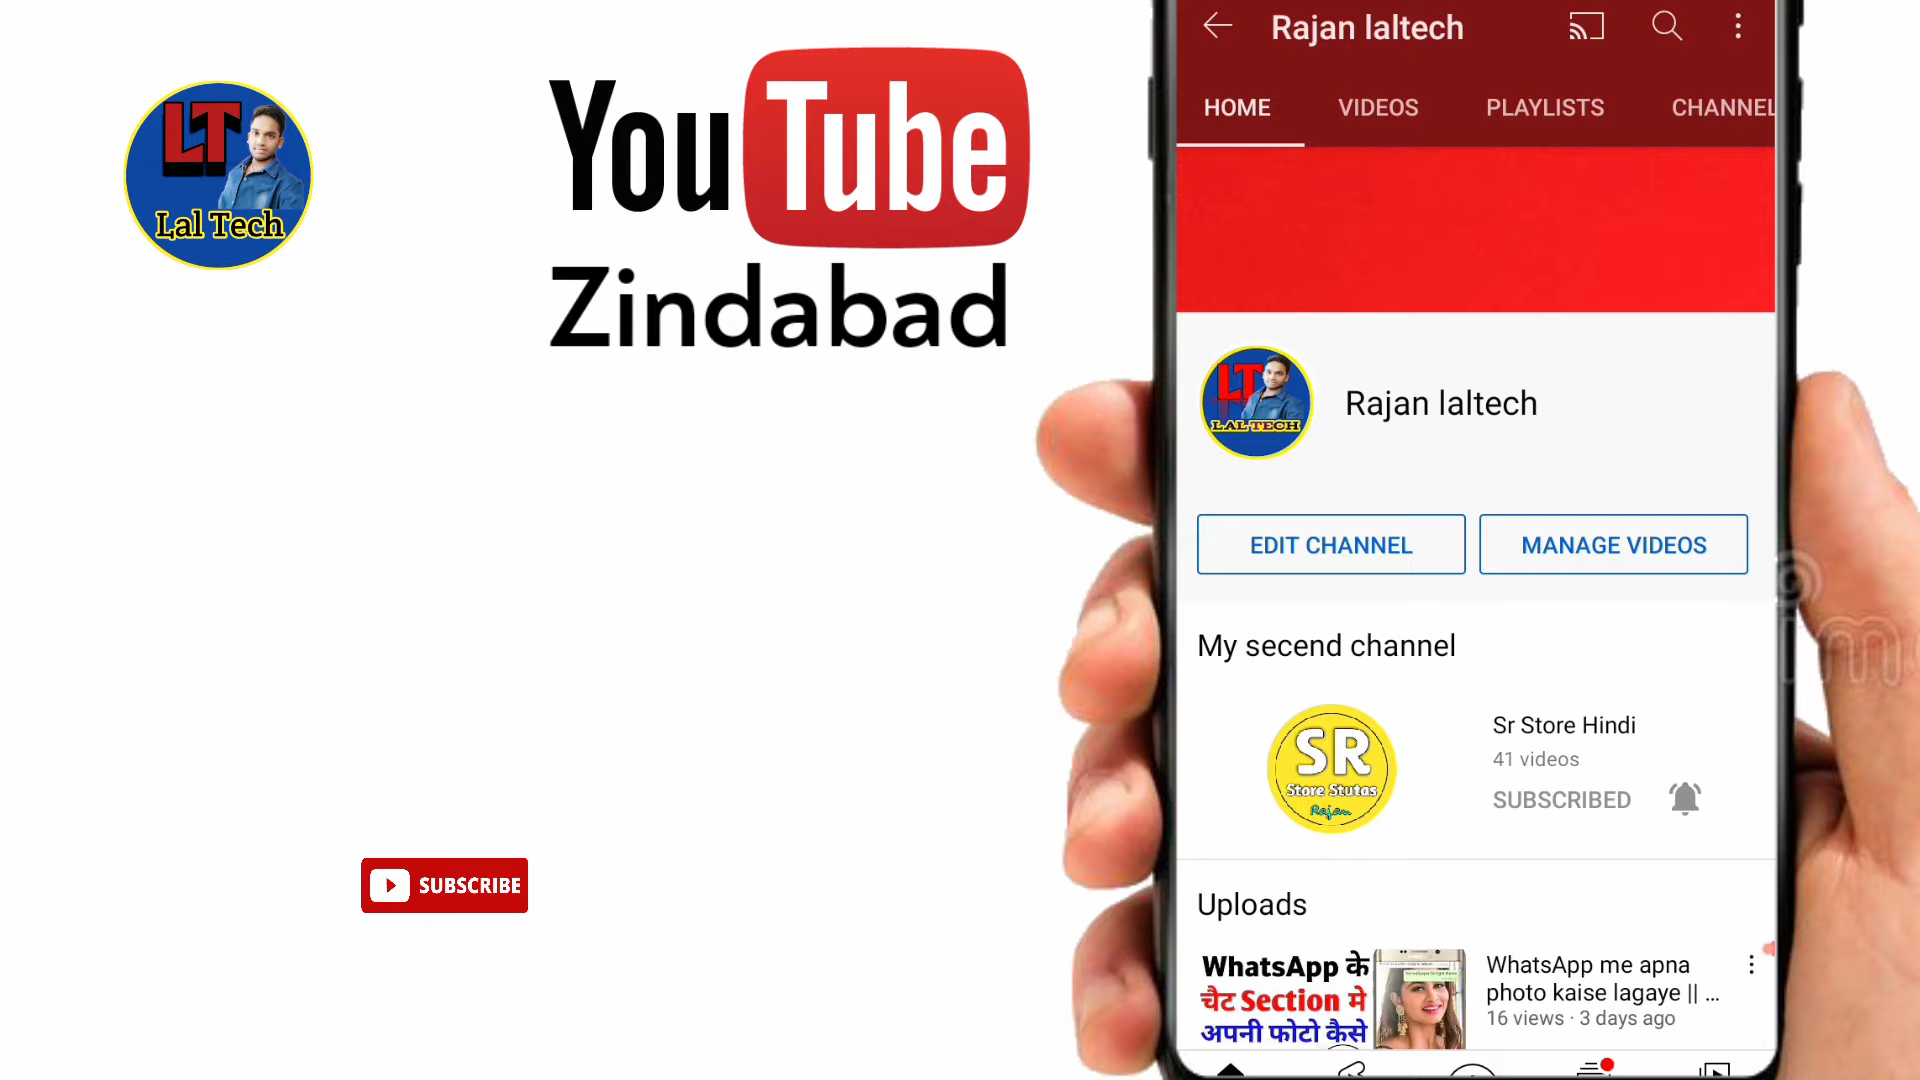 LT
Lal Tech
YouTube
Zindabad
SUBSCRIBE
Rajan laltech
HOME VIDEOS PLAYLISTS CHANNEL
LT
LAL TECH
Rajan laltech
EDIT CHANNEL MANAGE VIDEOS
My secend channel
SR
Store Stutas
Rajan
Sr Store Hindi
41 videos
SUBSCRIBED
Uploads
WhatsApp के
चैट Section मे
अपनी फोटो कैसे
WhatsApp me apna
photo kaise lagaye || ...
16 views · 3 days ago